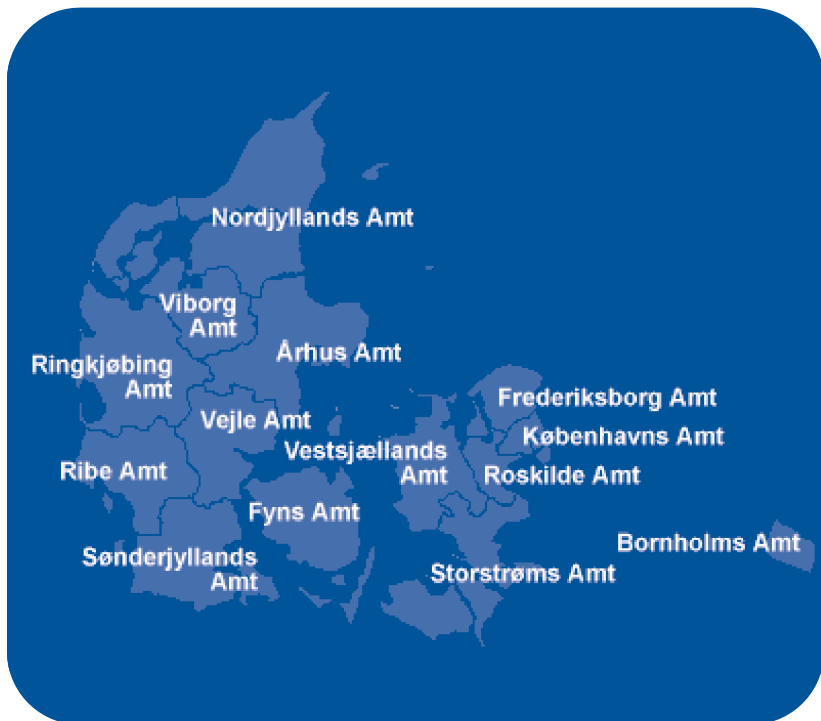 Nordjyllands Amt
Viborg
Amt
Århus Amt
Ringkjøbing
Amt
Frederiksborg Amt
Vejle Amt
Københavns Amt
Vestsjællands
Amt
Ribe Amt
Roskilde Amt
Fyns Amt
Bornholms Amt
Sønderjyllands
Amt
Storstrøms Amt